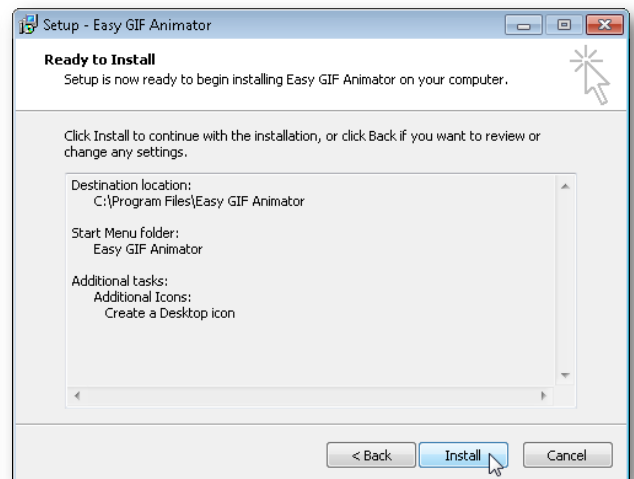 Setup - Easy GIF Animator
Ready to Install
Setup is now ready to begin installing Easy GIF Animator on your computer.
Click Install to continue with the installation, or click Back if you want to review or
change any settings.
Destination location:
C:\Program Files\Easy GIF Animator
Start Menu folder:
Easy GIF Animator
Additional tasks:
Additional Icons:
Create a Desktop icon
< Back
Install
Cancel